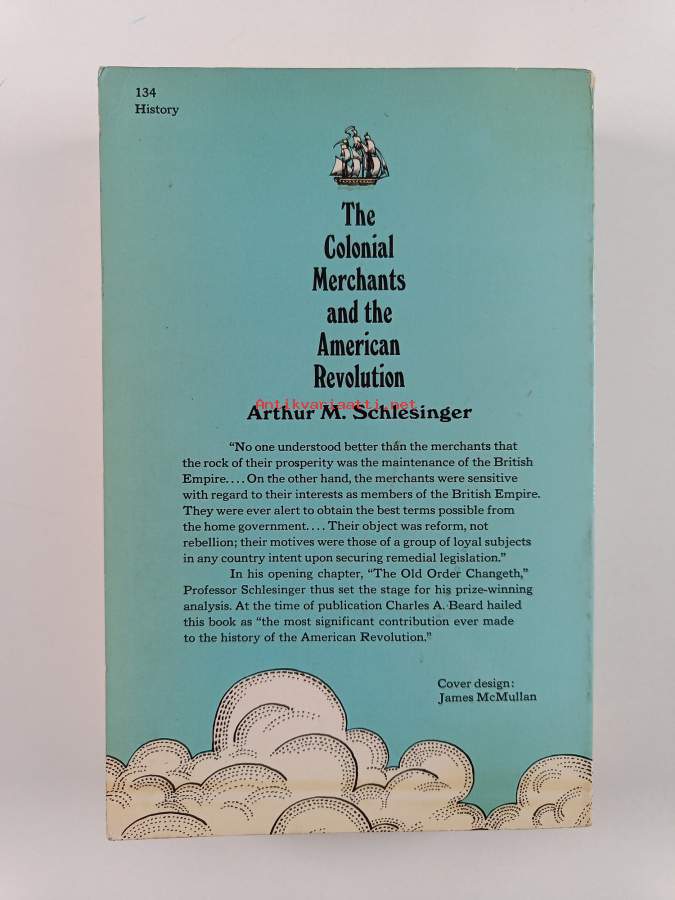 134
History
The
Colonial
Merchants
and the
American
Revolution
Antikvariaatti.net
Arthur M. Schlesinger
“No one understood better than the merchants that
the rock of their prosperity was the maintenance of the British
Empire.... On the other hand, the merchants were sensitive
with regard to their interests as members of the British Empire.
They were ever alert to obtain the best terms possible from
the home government.... Their object was reform, not
rebellion; their motives were those of a group of loyal subjects
in any country intent upon securing remedial legislation.”
In his opening chapter, “The Old Order Changeth,”
Professor Schlesinger thus set the stage for his prize-winning
analysis. At the time of publication Charles A. Beard hailed
this book as “the most significant contribution ever made
to the history of the American Revolution.”
Cover design:
James McMullan